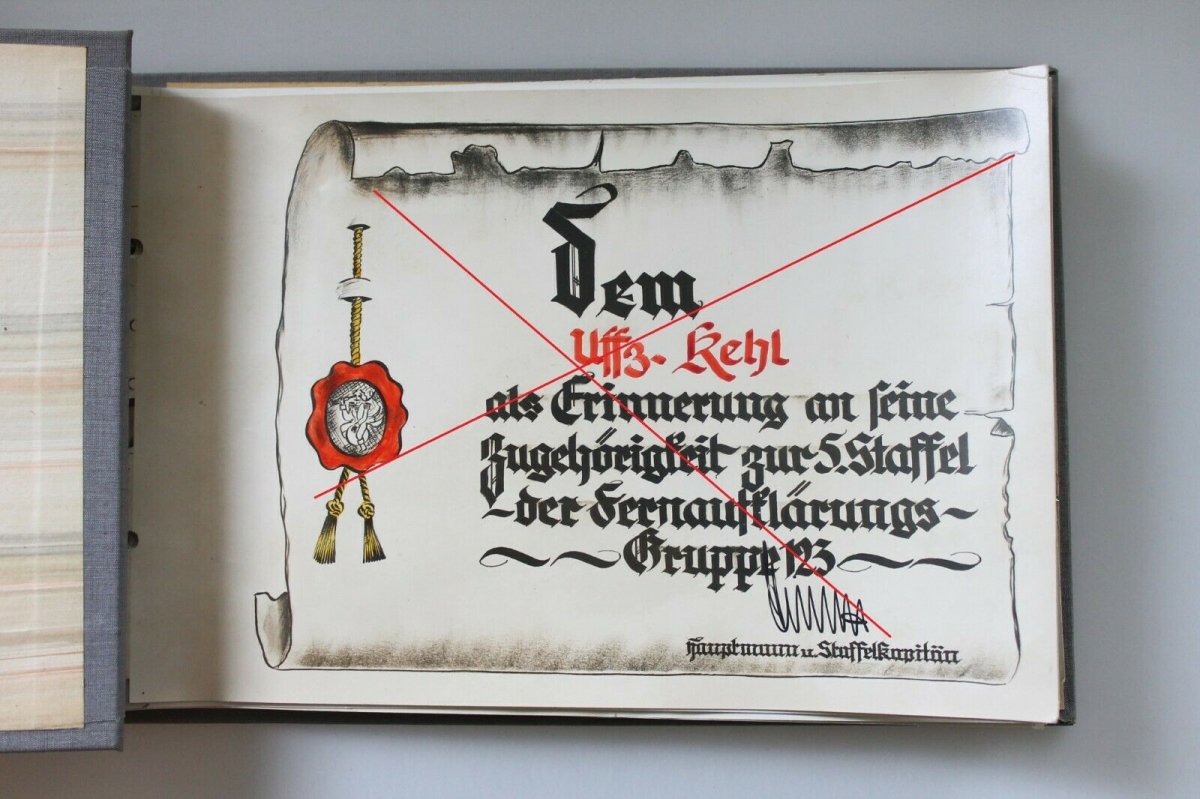 Dem
Uffz. Kehl
als Erinnerung an seine
Zugehörigkeit zur 5. Staffel
der Fernaufklärungs-
Gruppe 123
Hauptmann u. Staffelkapitän